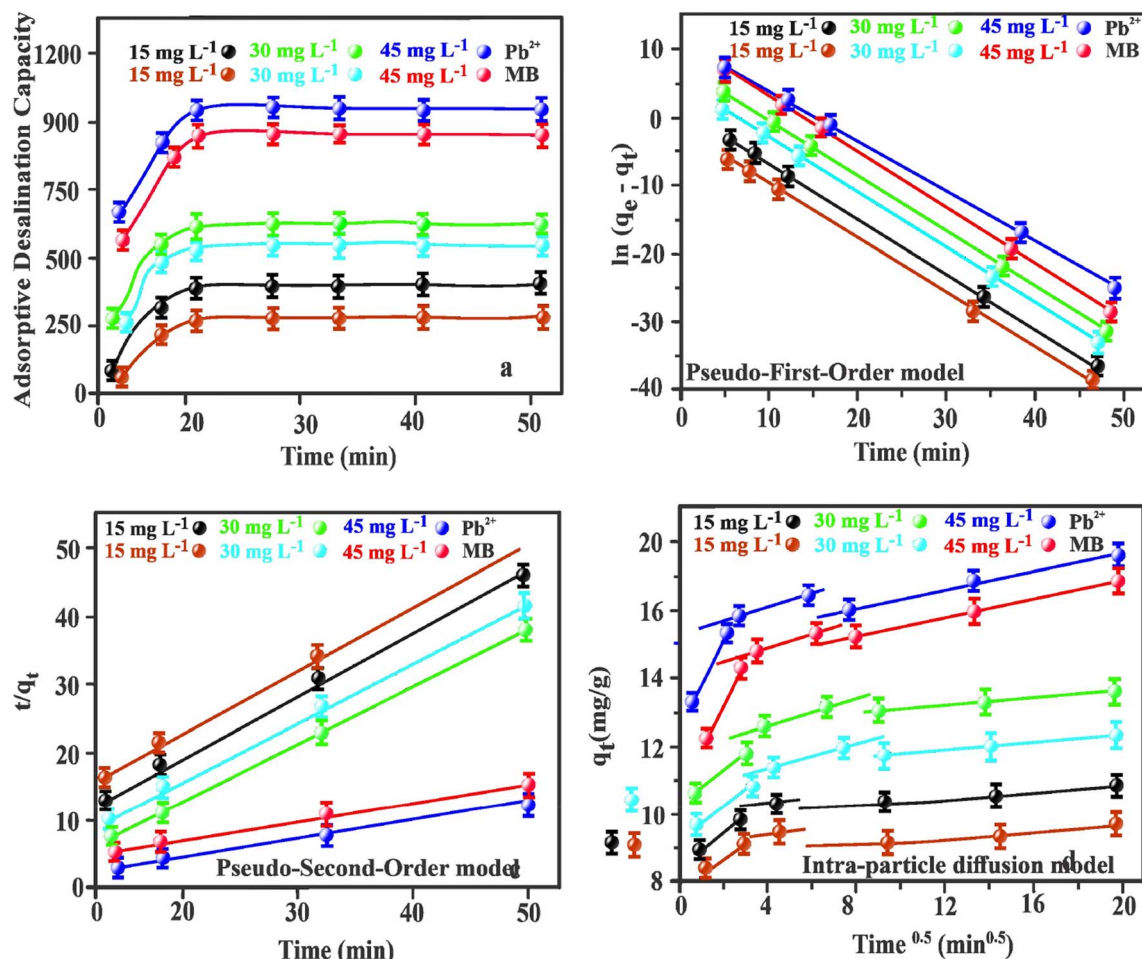 Adsorptive Desalination Capacity
1200
900
750
500
250
0
15 mg L-1 30 mg L-1 45 mg L-1 Pb2+
15 mg L-1 30 mg L-1 45 mg L-1 MB
a
0 20 30 40 50
Time (min)
ln (qe - qt)
10
0
-10
-20
-30
-40
15 mg L-1 30 mg L-1 45 mg L-1 Pb2+
15 mg L-1 30 mg L-1 45 mg L-1 MB
Pseudo-First-Order model
0 10 20 30 40 50
Time (min)
t/qt
50
40
30
20
10
0
15 mg L-1 30 mg L-1 45 mg L-1 Pb2+
15 mg L-1 30 mg L-1 45 mg L-1 MB
Pseudo-Second-Order model
0 20 30 40 50
Time (min)
qt(mg/g)
20
18
16
14
12
10
8
15 mg L-1 30 mg L-1 45 mg L-1 Pb2+
15 mg L-1 30 mg L-1 45 mg L-1 MB
Intra-particle diffusion model
d
0 4 8 12 16 20
Time 0.5 (min0.5)